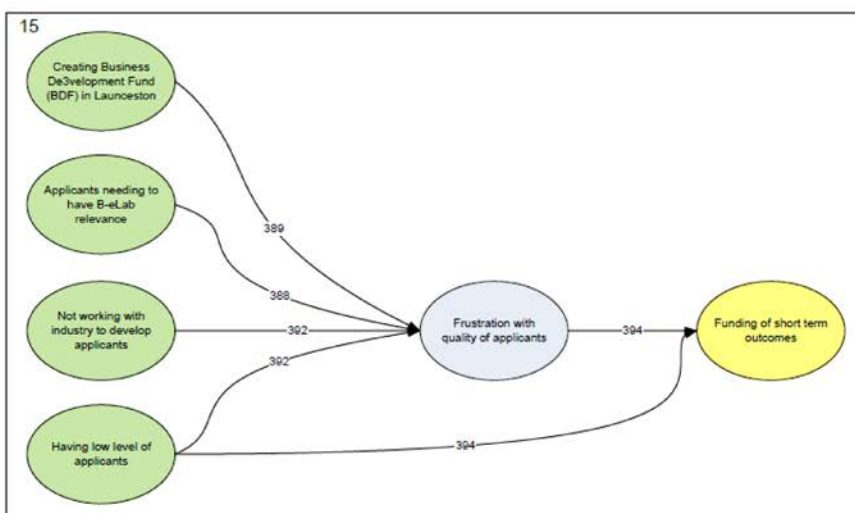 15
Creating Business
De3velopment Fund
(BDF) in Launceston
Applicants needing to
have B-eLab
relevance
Not working with
industry to develop
applicants
Having low level of
applicants
389
388
392
392
394
Frustration with
quality of applicants
394
Funding of short term
outcomes